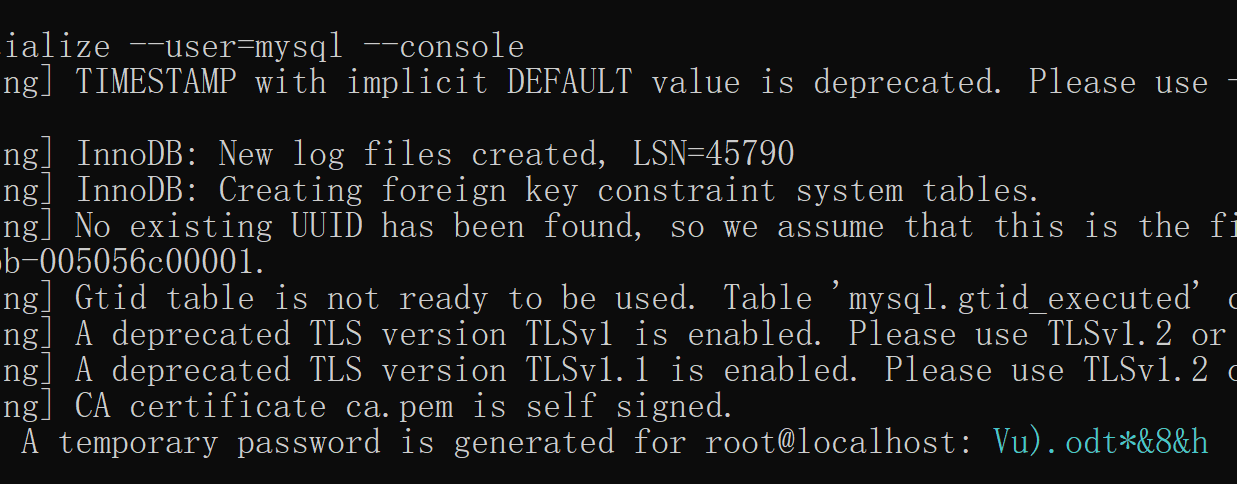 ialize --user=mysql --console
ng] TIMESTAMP with implicit DEFAULT value is deprecated. Please use -
ng] InnoDB: New log files created, LSN=45790
ng] InnoDB: Creating foreign key constraint system tables.
ng] No existing UUID has been found, so we assume that this is the fi
b-005056c00001.
ng] Gtid table is not ready to be used. Table 'mysql.gtid_executed' c
ng] A deprecated TLS version TLSv1 is enabled. Please use TLSv1.2 or
ng] A deprecated TLS version TLSv1.1 is enabled. Please use TLSv1.2 o
ng] CA certificate ca.pem is self signed.
A temporary password is generated for root@localhost: Vu).odt*&8&h